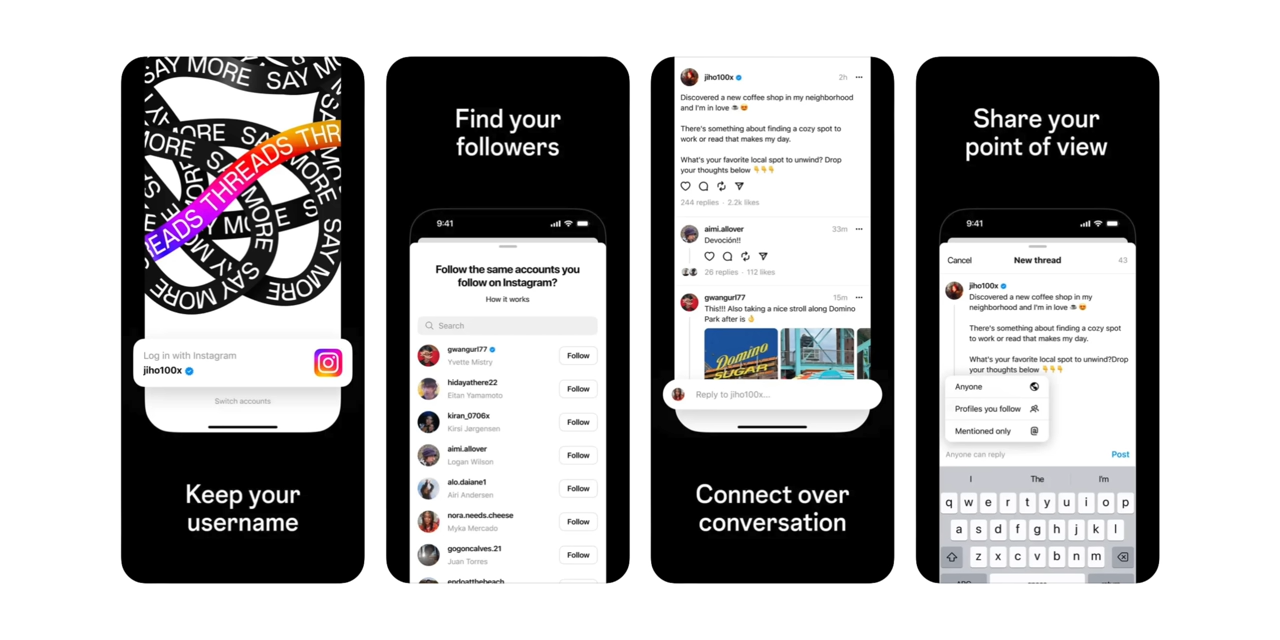 SAY MORE SAY MORE
SAY MORE
THREADS THREADS THR
SAY MORE
SAY MORE
SAY MORE
Log in with Instagram
jiho100x
Switch accounts
Keep your
username
Find your
followers
9:41
Follow the same accounts you
follow on Instagram?
How it works
Search
gwangurl77
Yvette Mistry
Follow
hidayathere22
Eitan Yamamoto
Follow
kiran_0706x
Kirsi Jørgensen
Follow
aimi.allover
Logan Wilson
Follow
alo.daiane1
Airi Andersen
Follow
nora.needs.cheese
Myka Mercado
Follow
gogoncalves.21
Juan Torres
Follow
endoatthebeach
jiho100x 2h
Discovered a new coffee shop in my neighborhood
and I'm in love ☕ 😍
There's something about finding a cozy spot to
work or read that makes my day.
What's your favorite local spot to unwind? Drop
your thoughts below 👇👇👇
244 replies · 2.2k likes
aimi.allover 33m
Devoción!!
26 replies · 112 likes
gwangurl77 15m
This!!! Also taking a nice stroll along Domino
Park after is 👌
Domino
SUGAR
Reply to jiho100x...
Connect over
conversation
Share your
point of view
9:41
Cancel New thread 43
jiho100x
Discovered a new coffee shop in my
neighborhood and I'm in love ☕ 😍
There's something about finding a cozy spot
to work or read that makes my day.
What's your favorite local spot to unwind?Drop
your thoughts below 👇👇👇
Anyone
Profiles you follow
Mentioned only
Anyone can reply Post
I The I'm
q w e r t y u i o p
a s d f g h j k l
z x c v b n m